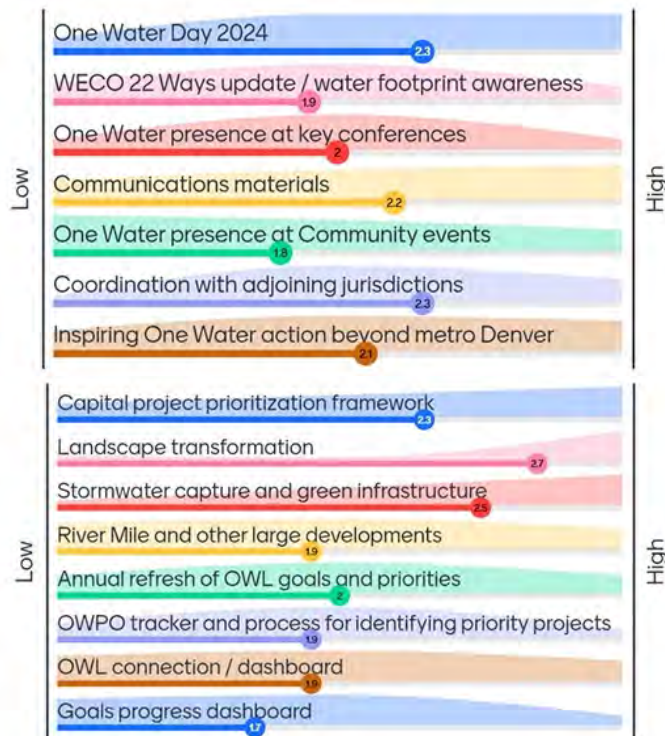 One Water Day 2024
2.3
WECO 22 Ways update / water footprint awareness
1.9
One Water presence at key conferences
2
Communications materials
2.2
One Water presence at Community events
1.8
Coordination with adjoining jurisdictions
2.3
Inspiring One Water action beyond metro Denver
2.1
Low
High
Capital project prioritization framework
2.3
Landscape transformation
2.7
Stormwater capture and green infrastructure
2.5
River Mile and other large developments
1.9
Annual refresh of OWL goals and priorities
2
OWPO tracker and process for identifying priority projects
1.9
OWL connection / dashboard
1.9
Goals progress dashboard
1.7
Low
High